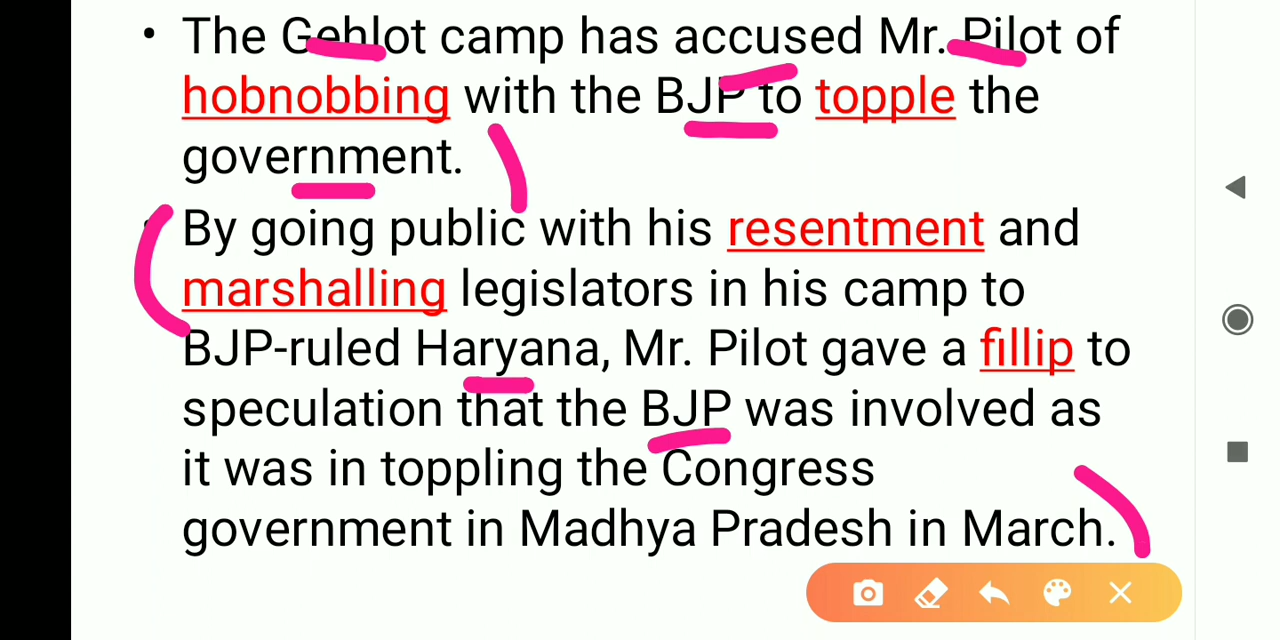 • The Gehlot camp has accused Mr. Pilot of
hobnobbing with the BJP to topple the
government.
• By going public with his resentment and
marshalling legislators in his camp to
BJP-ruled Haryana, Mr. Pilot gave a fillip to
speculation that the BJP was involved as
it was in toppling the Congress
government in Madhya Pradesh in March.